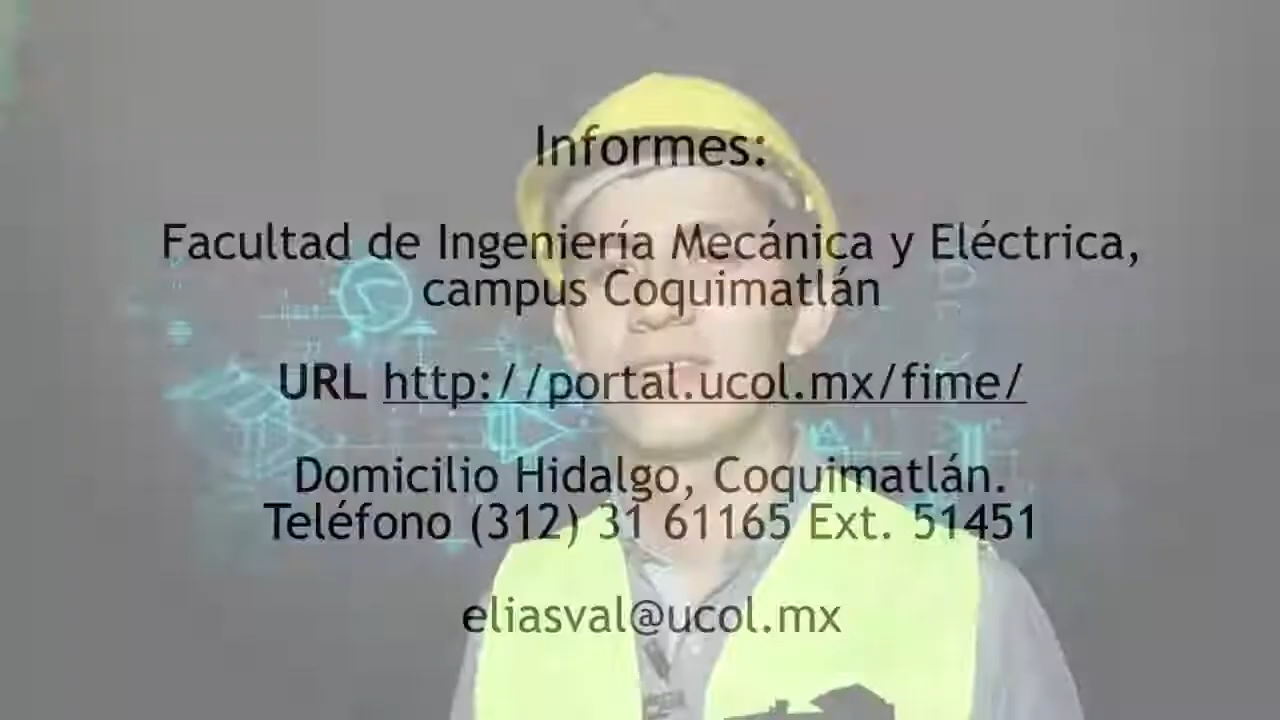 Informes:
Facultad de Ingeniería Mecánica y Eléctrica,
campus Coquimatlán
URL http://portal.ucol.mx/fime/
Domicilio Hidalgo, Coquimatlán.
Teléfono (312) 31 61165 Ext. 51451
eliasval@ucol.mx